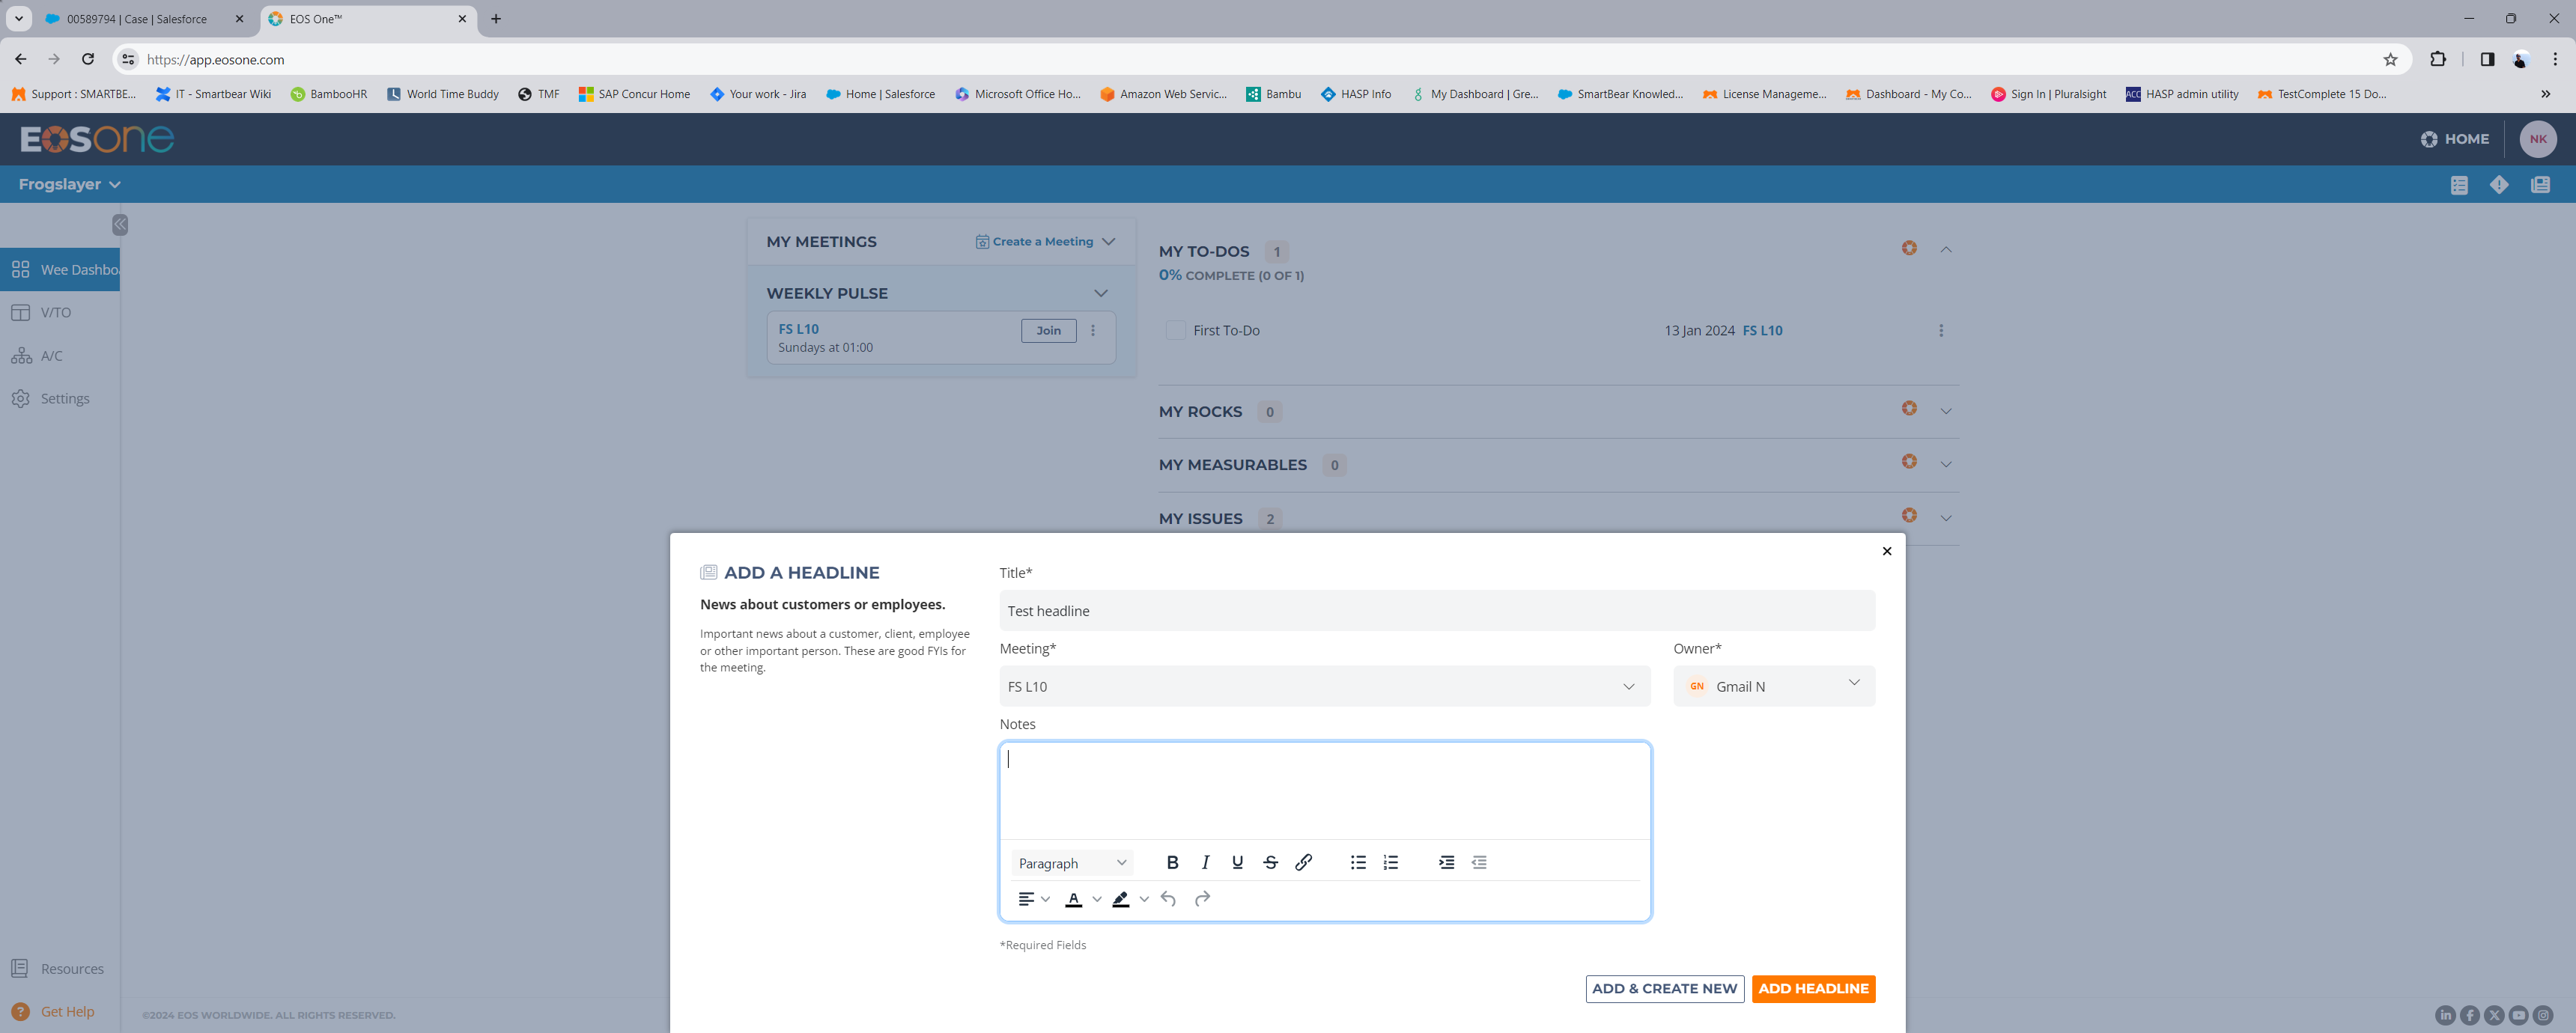 00589794 | Case | Salesforce
EOS One™
https://app.eosone.com
Support : SMARTBE...
IT - Smartbear Wiki
BambooHR
World Time Buddy
TMF
SAP Concur Home
Your work - Jira
Home | Salesforce
Microsoft Office Ho...
Amazon Web Servic...
Bambu
HASP Info
My Dashboard | Gre...
SmartBear Knowled...
License Manageme...
Dashboard - My Co...
Sign In | Pluralsight
ACC HASP admin utility
TestComplete 15 Do...
EOSone
HOME
NK
Frogslayer
Wee Dashboa
V/TO
A/C
Settings
Resources
Get Help
MY MEETINGS
Create a Meeting
WEEKLY PULSE
FS L10
Join
Sundays at 01:00
MY TO-DOS 1
0% COMPLETE (0 OF 1)
First To-Do
13 Jan 2024 FS L10
MY ROCKS 0
MY MEASURABLES 0
MY ISSUES 2
ADD A HEADLINE
News about customers or employees.
Important news about a customer, client, employee
or other important person. These are good FYIs for
the meeting.
Title*
Test headline
Meeting*
FS L10
Owner*
GN Gmail N
Notes
Paragraph
B I U S
A
*Required Fields
ADD & CREATE NEW
ADD HEADLINE
©2024 EOS WORLDWIDE. ALL RIGHTS RESERVED.